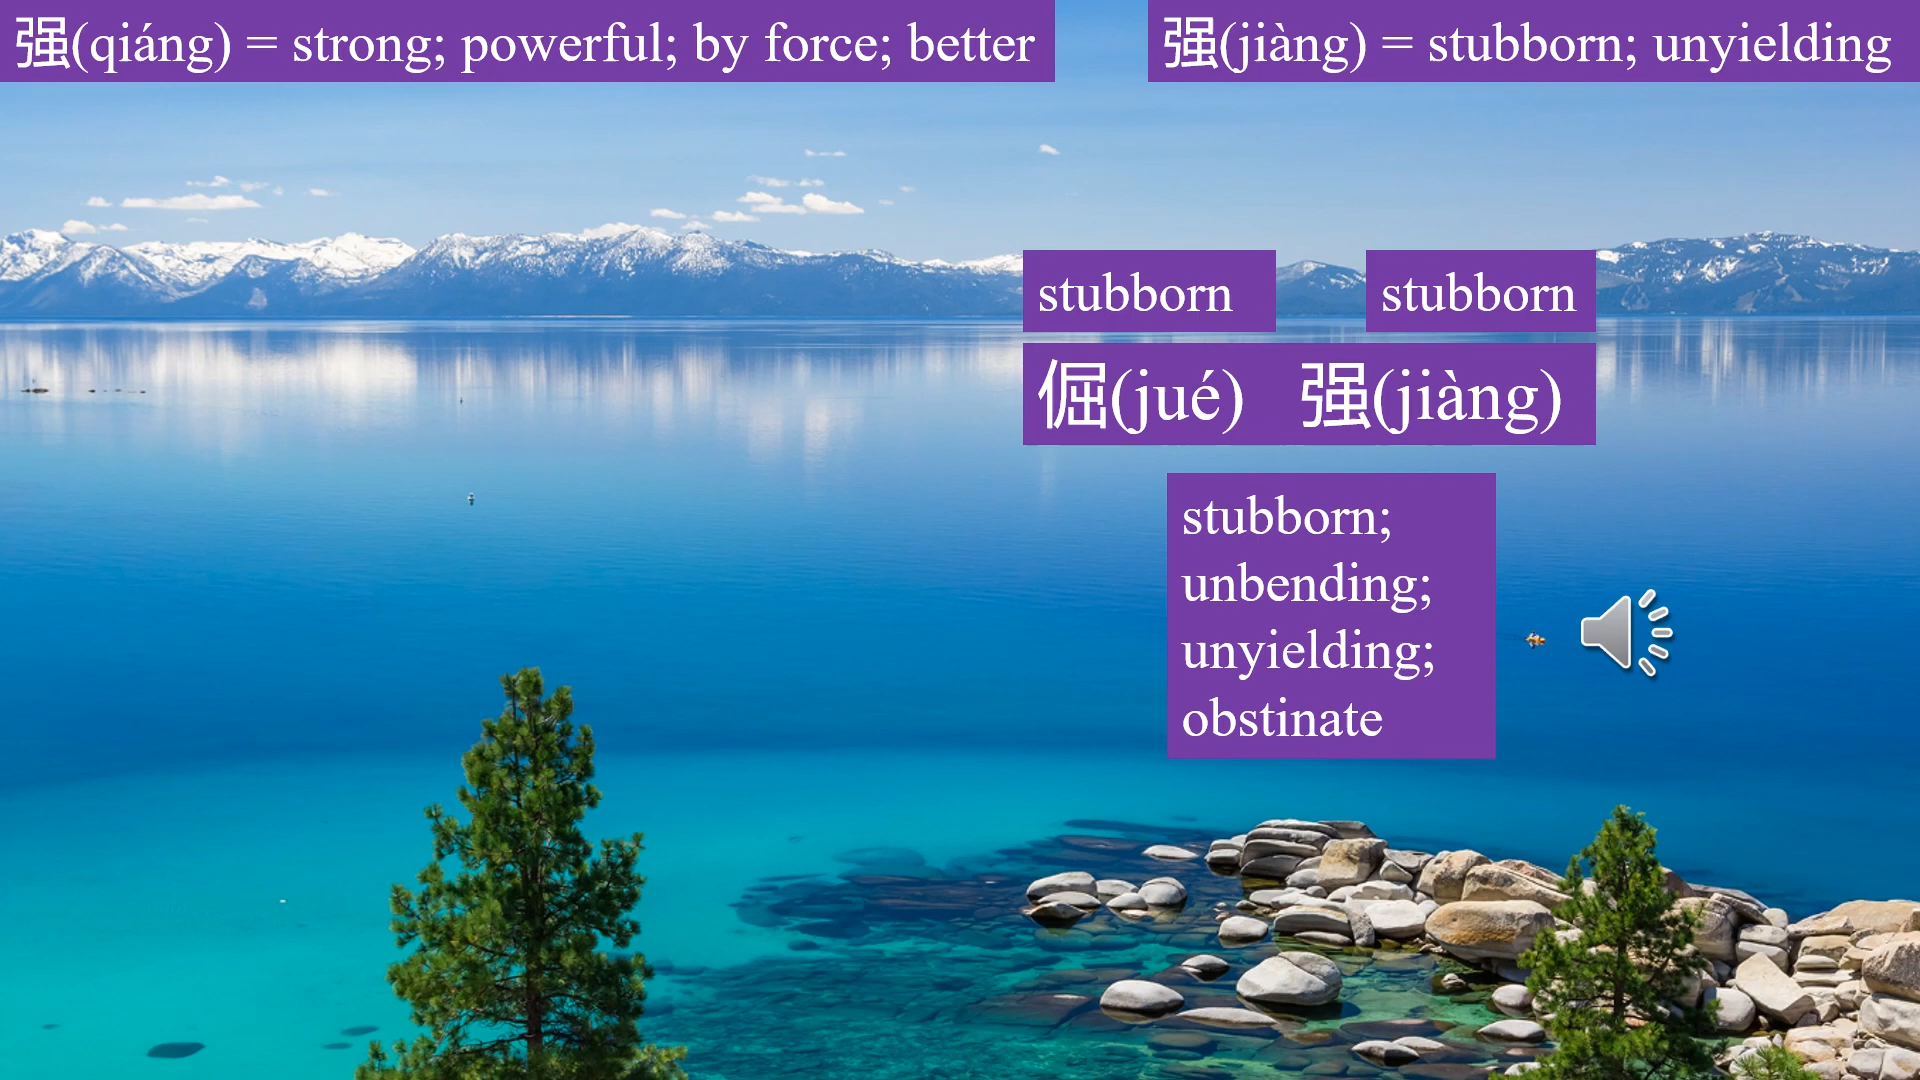 强(qiáng) = strong; powerful; by force; better
强(jiàng) = stubborn; unyielding
stubborn
stubborn
倔(jué) 强(jiàng)
stubborn;
unbending;
unyielding;
obstinate